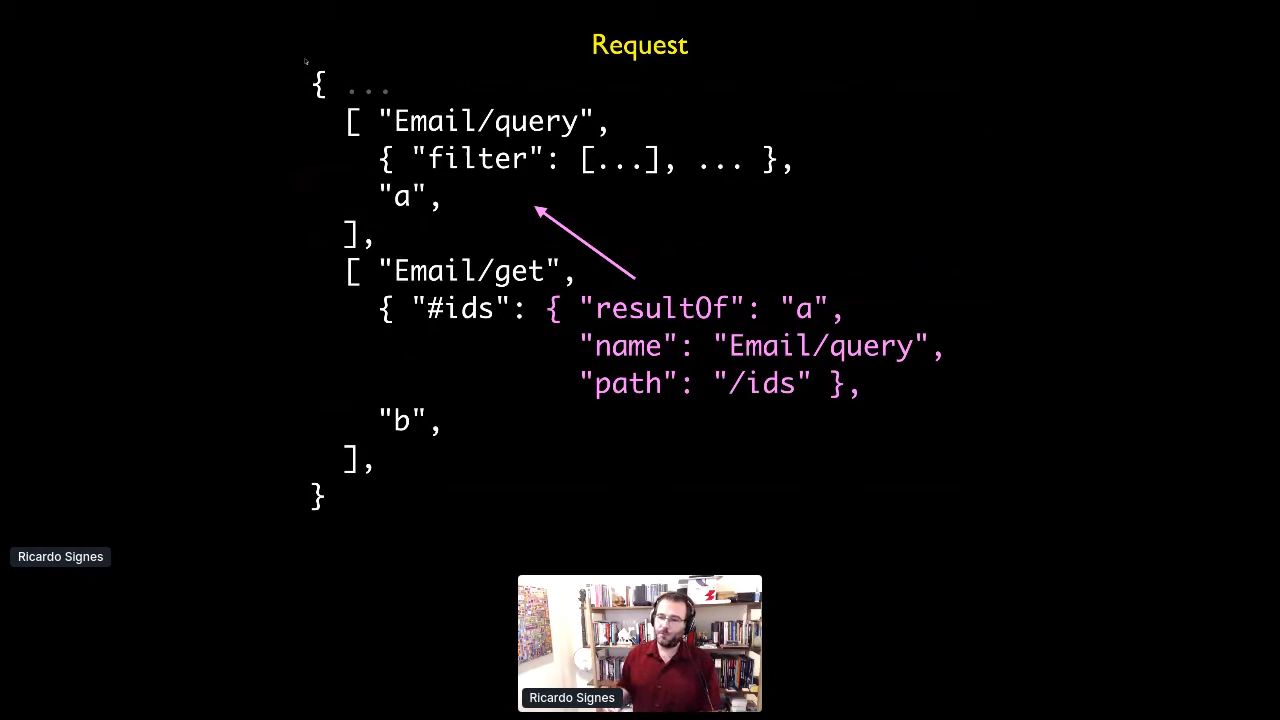 Request
{ ...
[ "Email/query",
{ "filter": [...], ... },
"a",
],
[ "Email/get",
{ "#ids": { "resultOf": "a",
"name": "Email/query",
"path": "/ids" },
"b",
],
}
Ricardo Signes
Ricardo Signes